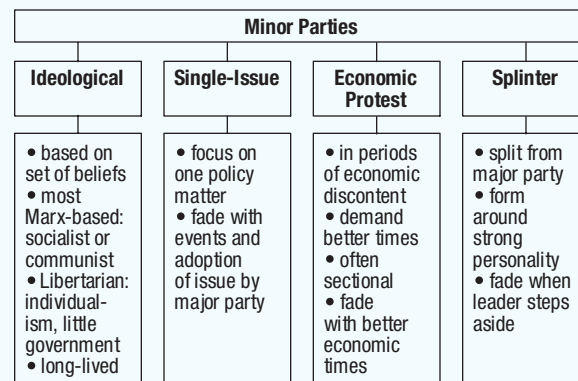 Minor Parties
Ideological
Single-Issue
Economic
Protest
Splinter
• based on
set of beliefs
• most
Marx-based:
socialist or
communist
• Libertarian:
individual-
ism, little
government
• long-lived
• focus on
one policy
matter
• fade with
events and
adoption
of issue by
major party
• in periods
of economic
discontent
• demand
better times
• often
sectional
• fade
with better
economic
times
• split from
major party
• form
around
strong
personality
• fade when
leader steps
aside